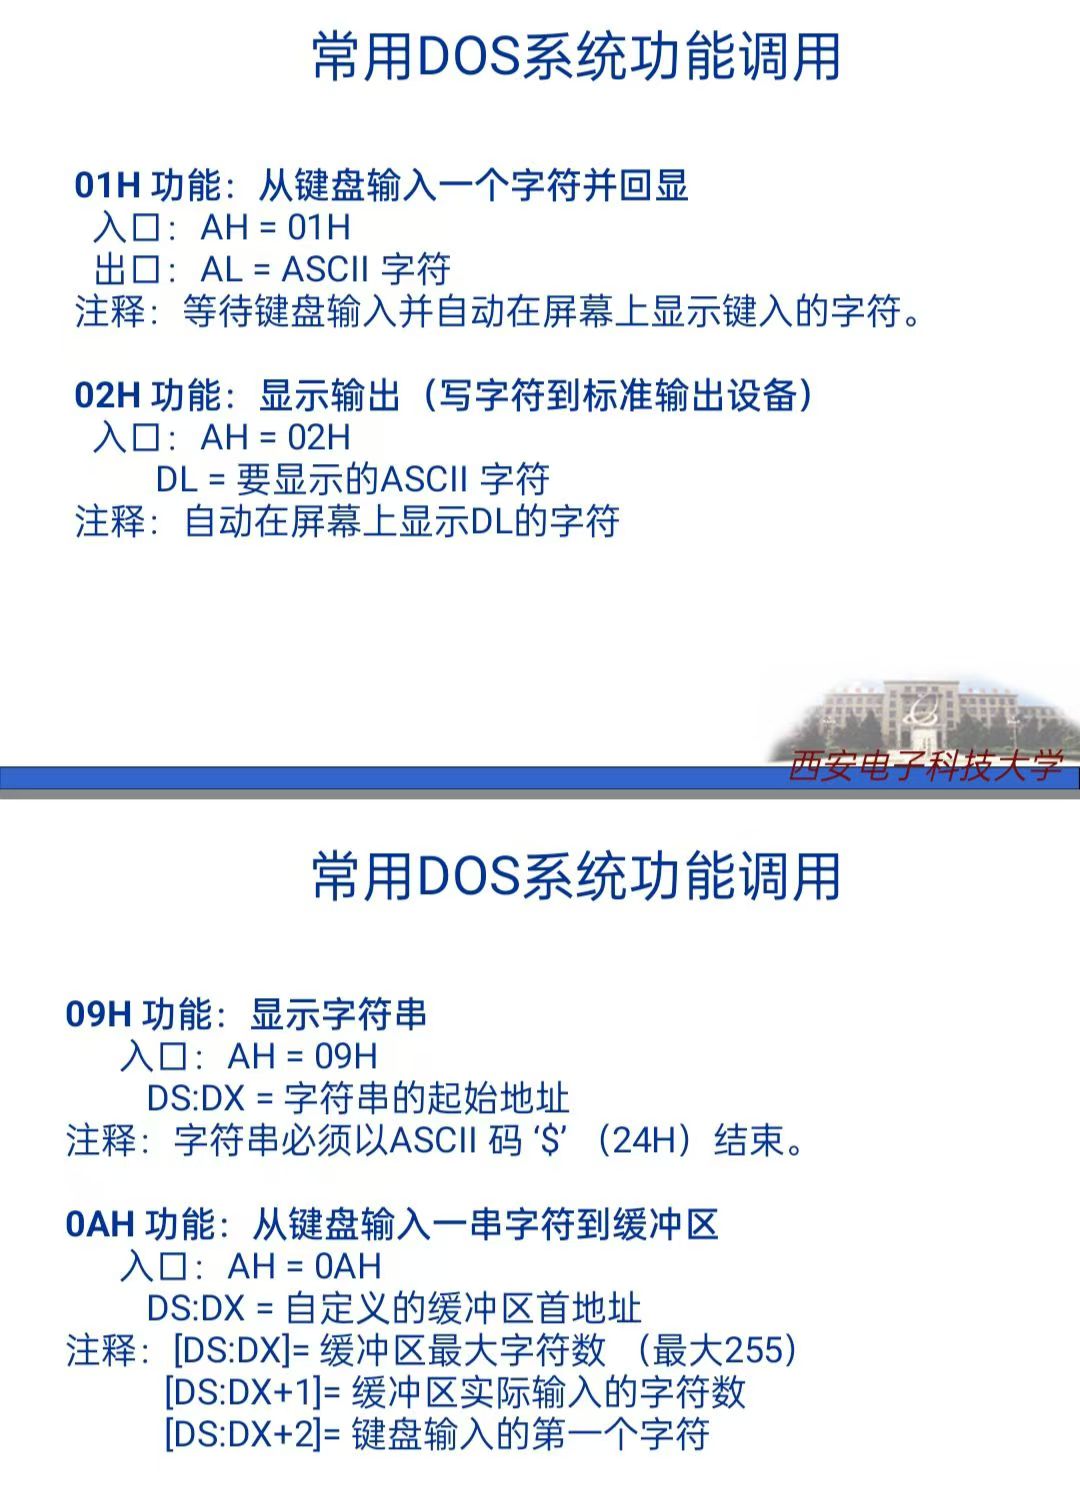 常用DOS系统功能调用
01H 功能：从键盘输入一个字符并回显
入口：AH = 01H
出口：AL = ASCII 字符
注释：等待键盘输入并自动在屏幕上显示键入的字符。
02H 功能：显示输出（写字符到标准输出设备）
入口：AH = 02H
DL = 要显示的ASCII 字符
注释：自动在屏幕上显示DL的字符
西安电子科技大学
常用DOS系统功能调用
09H 功能：显示字符串
入口：AH = 09H
DS:DX = 字符串的起始地址
注释：字符串必须以ASCII 码 ‘$’ （24H）结束。
0AH 功能：从键盘输入一串字符到缓冲区
入口：AH = 0AH
DS:DX = 自定义的缓冲区首地址
注释：[DS:DX]= 缓冲区最大字符数 （最大255）
[DS:DX+1]= 缓冲区实际输入的字符数
[DS:DX+2]= 键盘输入的第一个字符